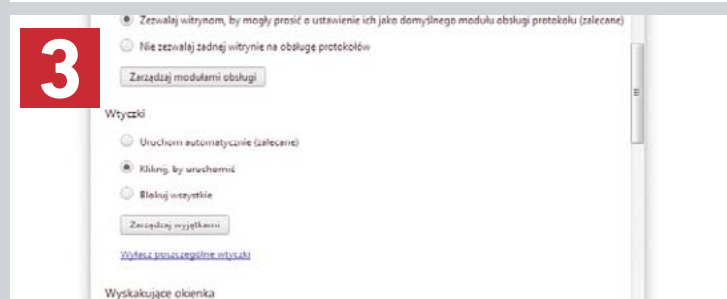 3
Zezwalaj witrynom, by mogły prosić o ustawienie ich jako domyślnego modułu obsługi protokołu (zalecane)
Nie zezwalaj żadnej witrynie na obsługę protokołów
Zarządzaj modułami obsługi
Wtyczki
Uruchom automatycznie (zalecane)
Kliknij, by uruchomić
Blokuj wszystkie
Zarządzaj wyjątkami
Wyłącz poszczególne wtyczki
Wyskakujące okienka